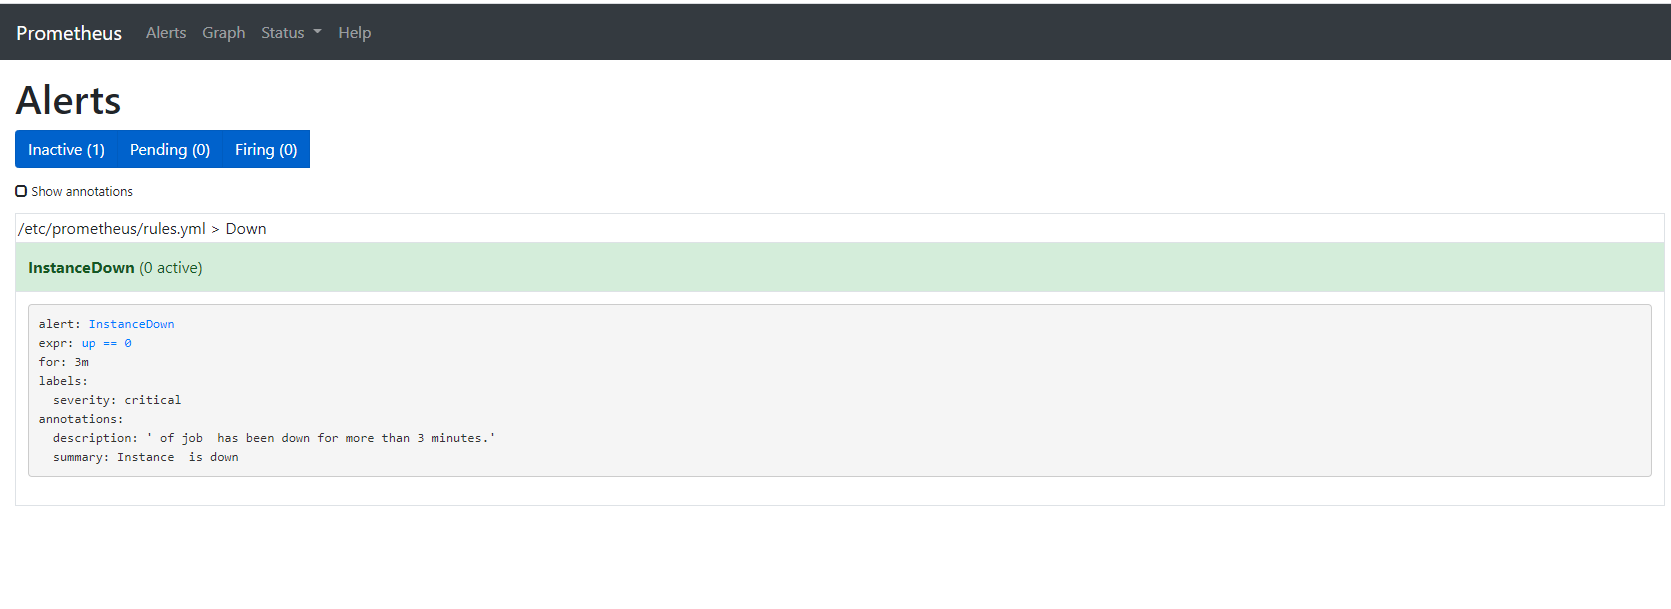 Prometheus Alerts Graph Status Help
Alerts
Inactive (1) Pending (0) Firing (0)
Show annotations
/etc/prometheus/rules.yml > Down
InstanceDown (0 active)
alert: InstanceDown
expr: up == 0
for: 3m
labels:
  severity: critical
annotations:
  description: ' of job  has been down for more than 3 minutes.'
  summary: Instance  is down